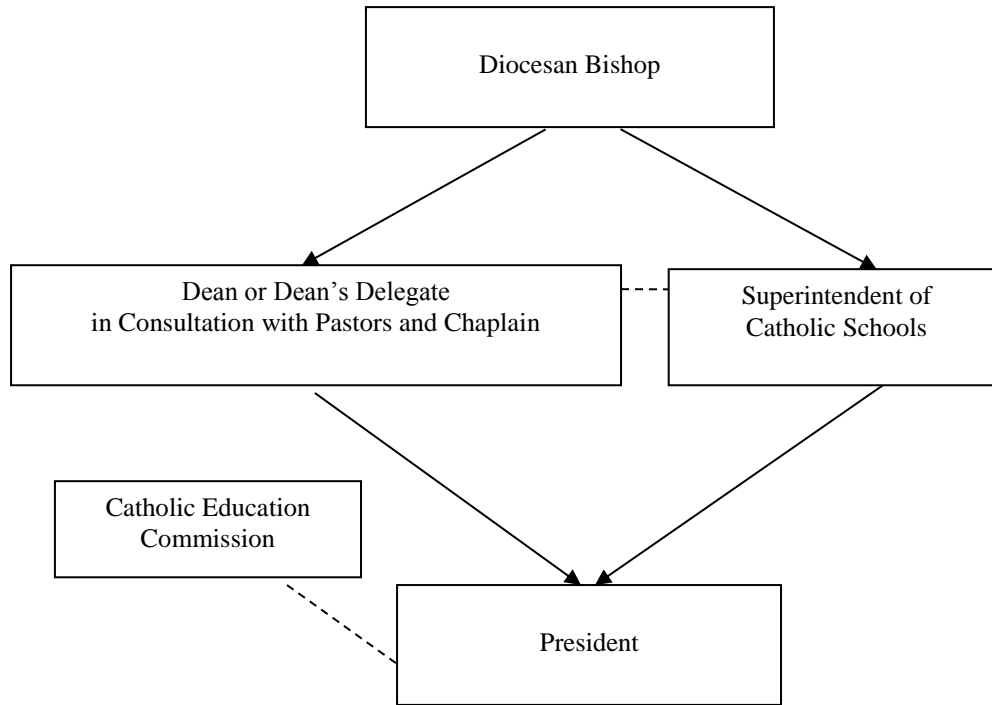 Diocesan Bishop
Dean or Dean’s Delegate
in Consultation with Pastors and Chaplain
Superintendent of
Catholic Schools
Catholic Education
Commission
President